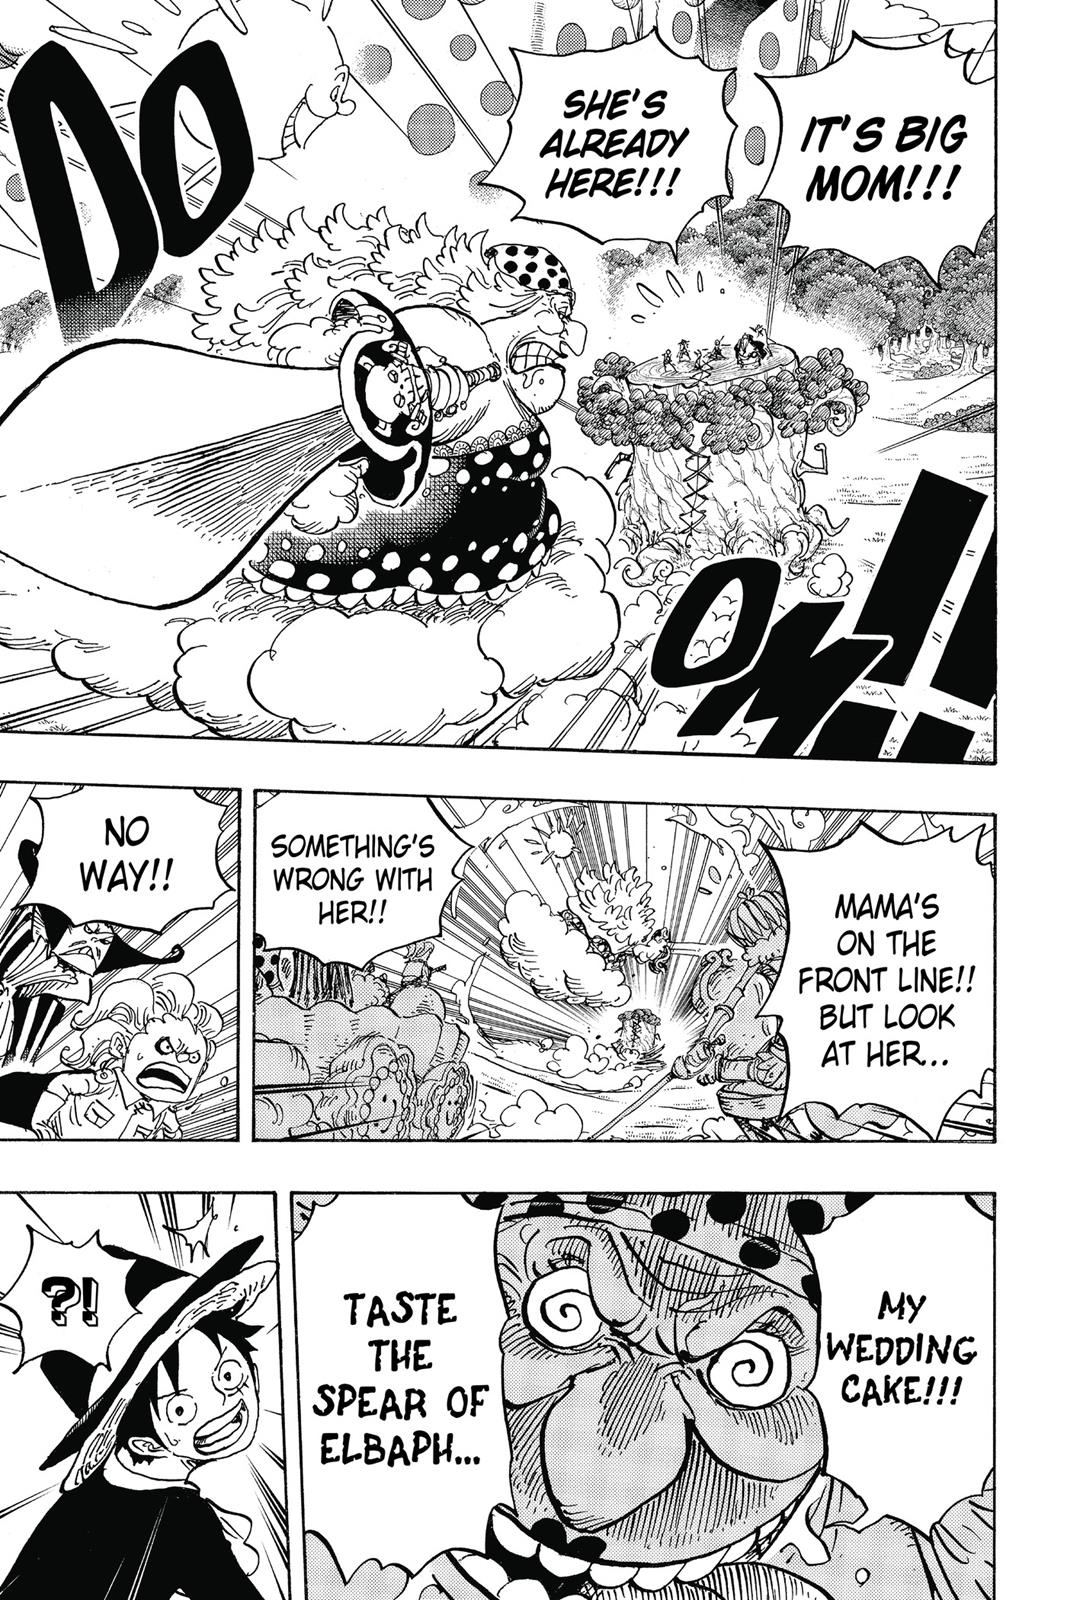 IT'S BIG
MOM!!!
SHE'S
ALREADY
HERE!!!
DO
OM!!
MAMA'S
ON THE
FRONT LINE!!
BUT LOOK
AT HER...
SOMETHING'S
WRONG WITH
HER!!
NO
WAY!!
MY
WEDDING
CAKE!!!
TASTE
THE
SPEAR OF
ELBAPH...
?!